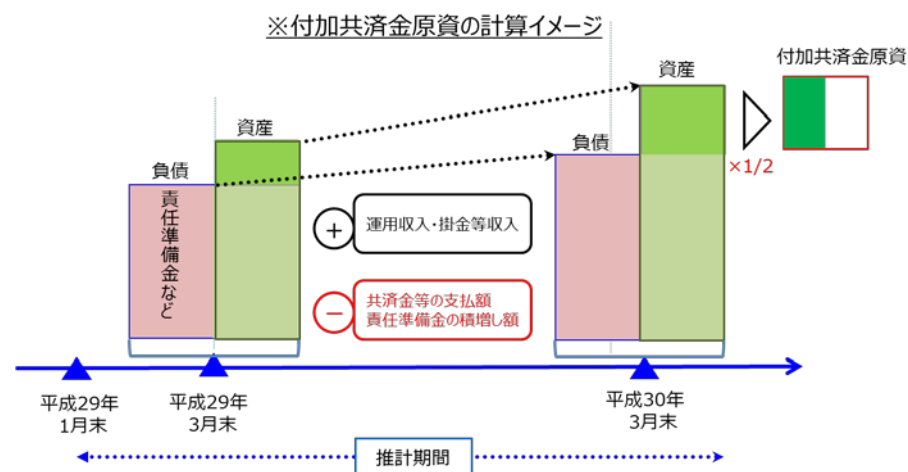 ※付加共済金原資の計算イメージ
付加共済金原資
資産
資産
負債
負債
×1/2
責任準備金など
+
運用収入・掛金等収入
−
共済金等の支払額
責任準備金の積増し額
平成29年
1月末
平成29年
3月末
平成30年
3月末
推計期間